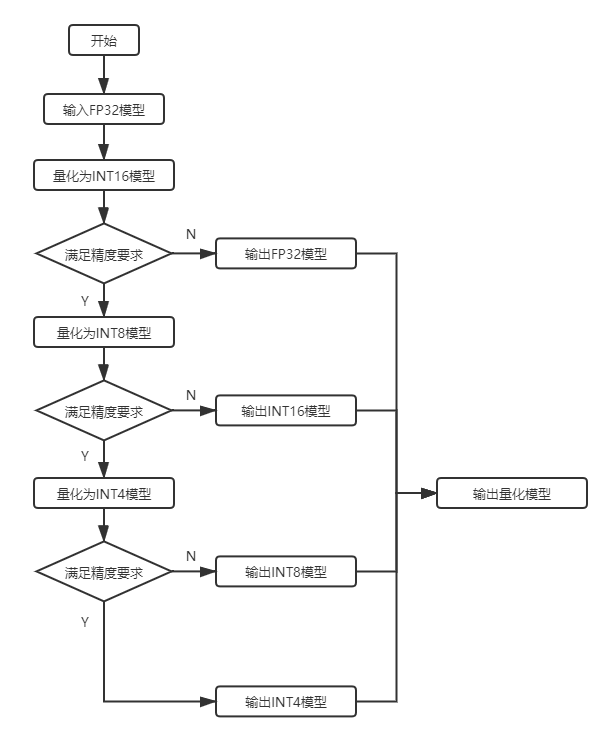 开始
输入FP32模型
量化为INT16模型
满足精度要求
N
输出FP32模型
Y
量化为INT8模型
满足精度要求
N
输出INT16模型
Y
量化为INT4模型
输出量化模型
满足精度要求
N
输出INT8模型
Y
输出INT4模型